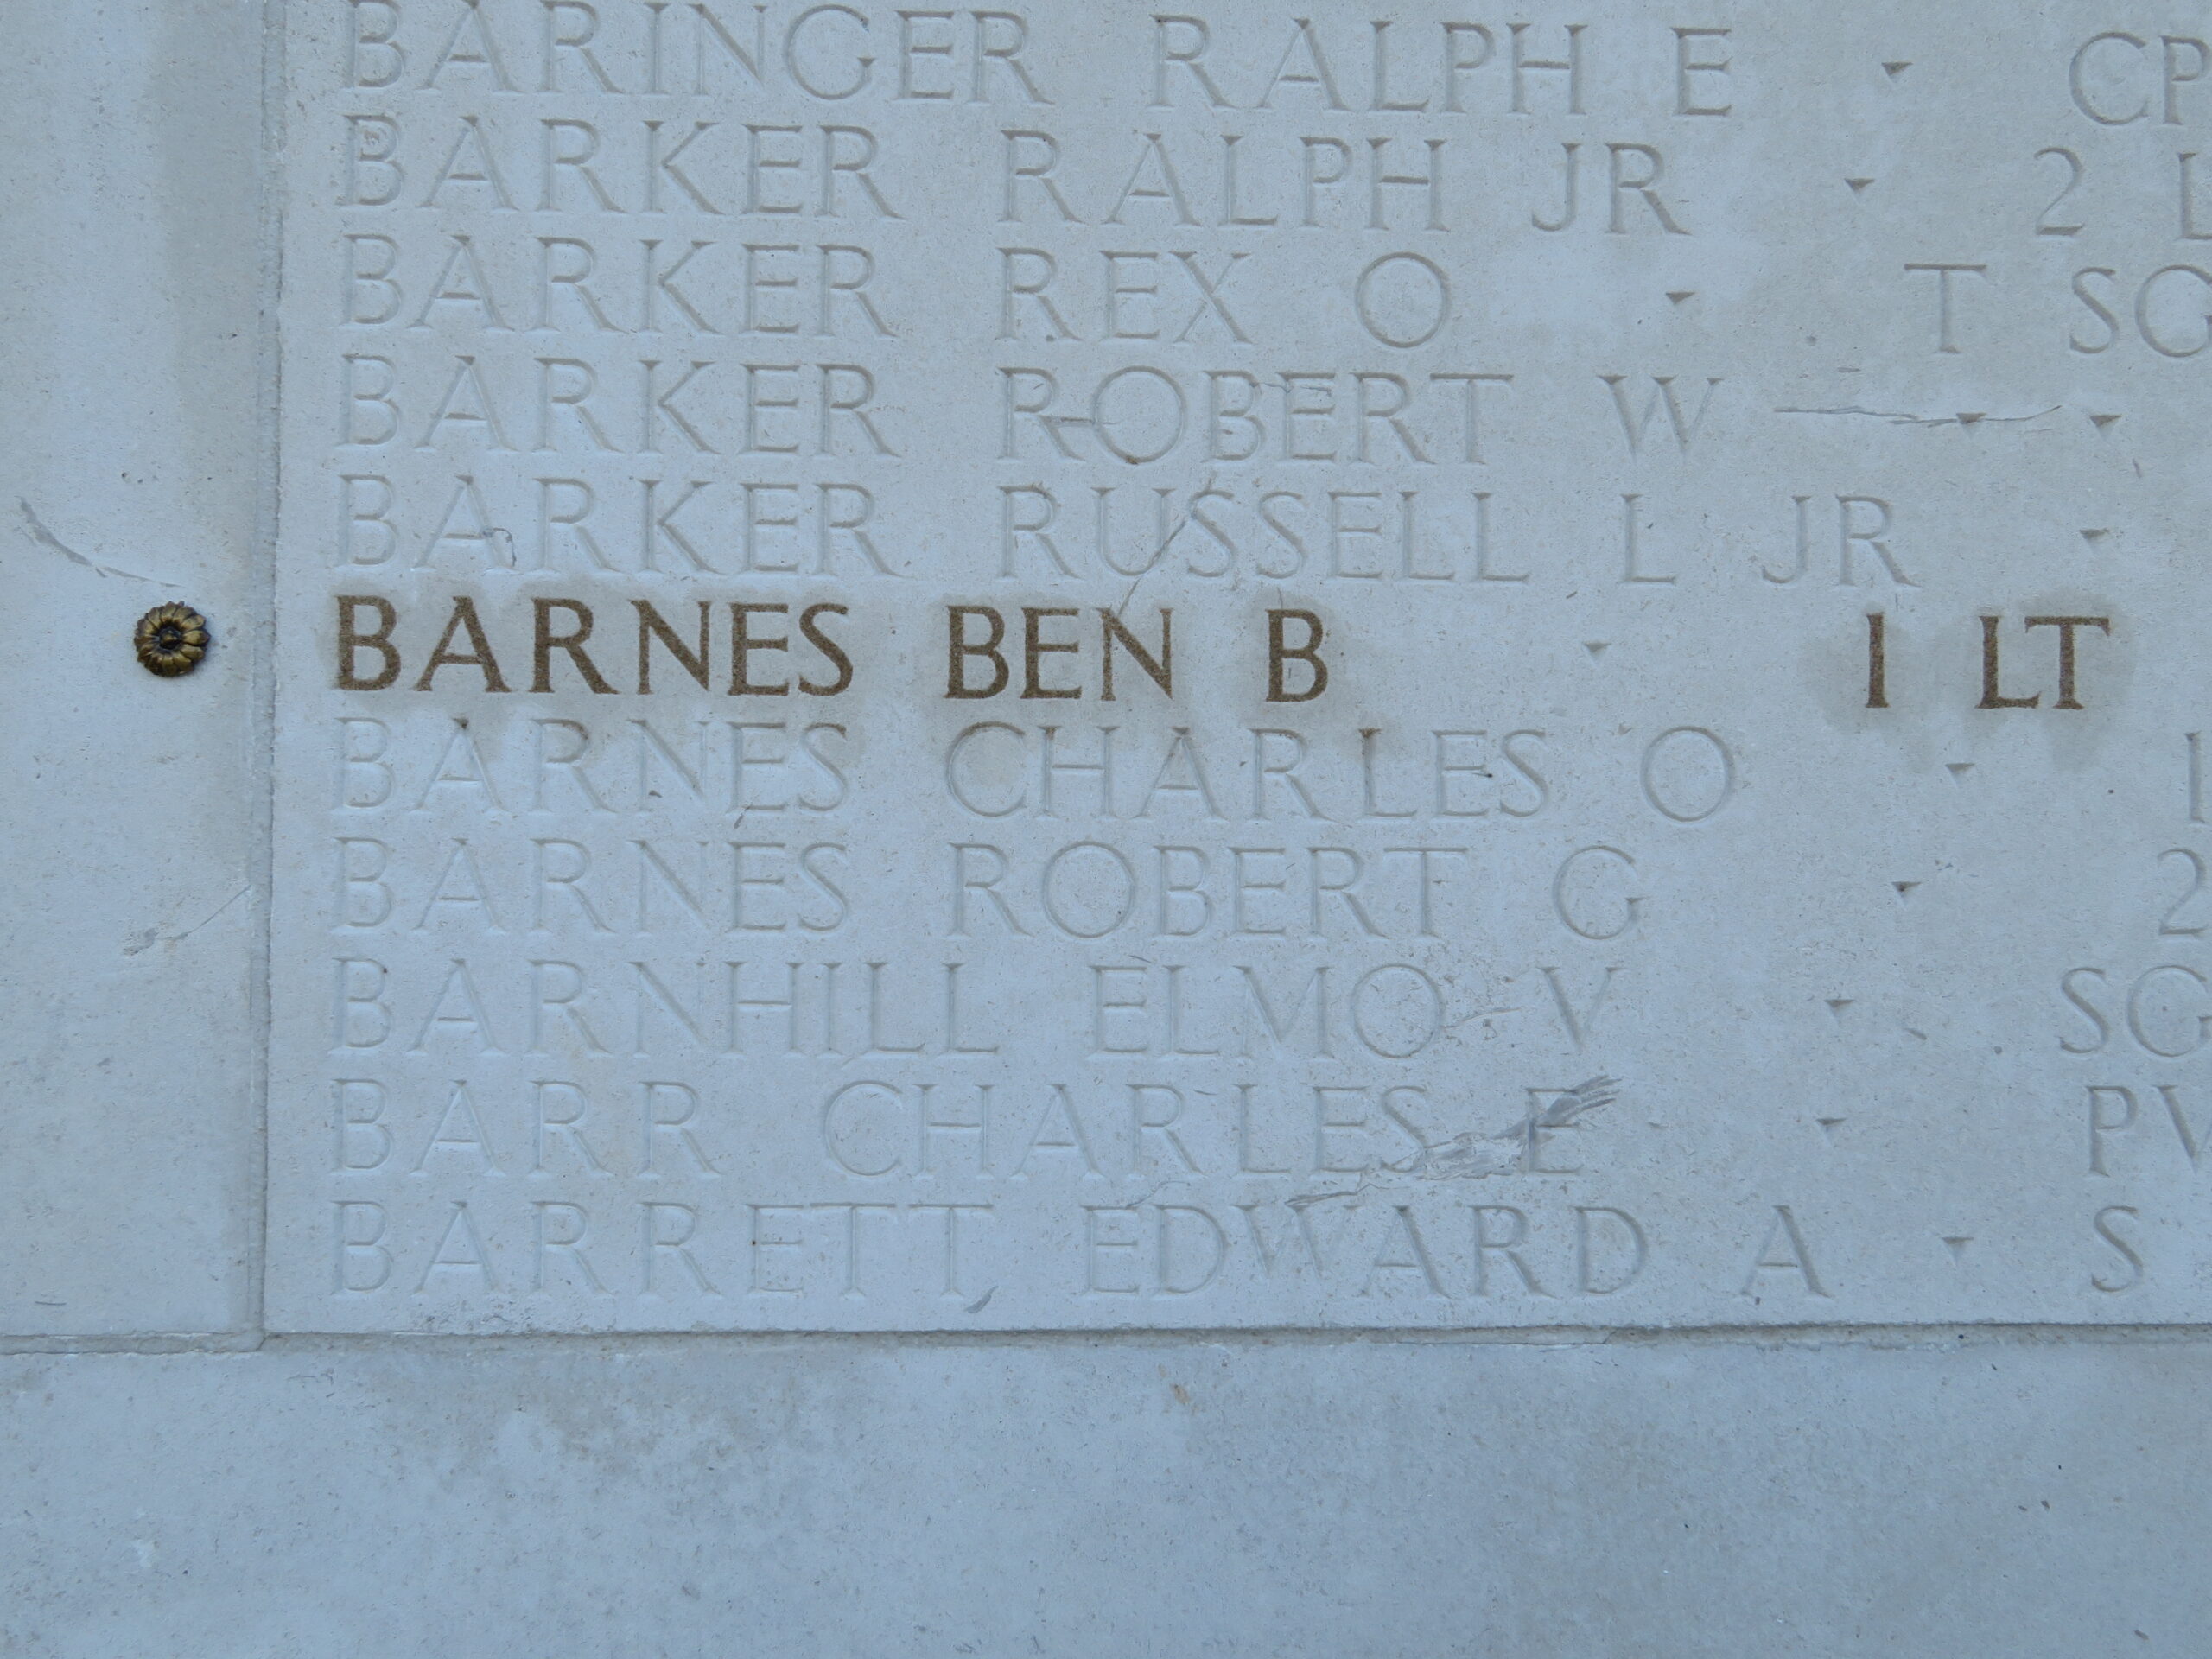 BARINGER RALPH E · CP
BARKER RALPH JR · 2 L
BARKER REX O · T SG
BARKER ROBERT W · ·
BARKER RUSSELL L JR ·
BARNES BEN B · 1 LT
BARNES CHARLES O · 1
BARNES ROBERT G · 2
BARNHILL ELMO V · SG
BARR CHARLES E · PV
BARRETT EDWARD A · S